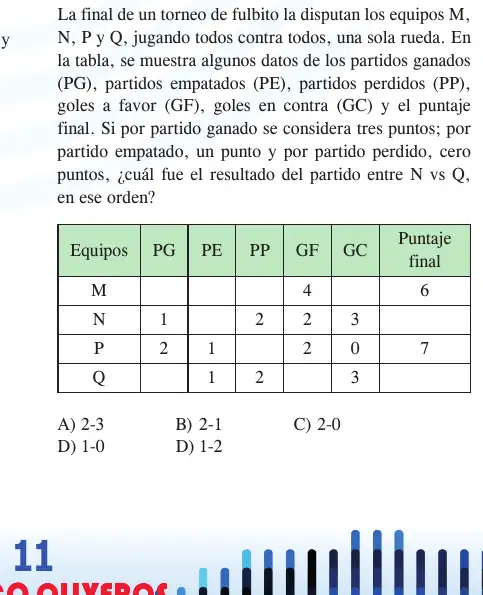 La final de un torneo de fulbito la disputan los equipos M,
y
N, P y Q, jugando todos contra todos, una sola rueda. En
la tabla, se muestra algunos datos de los partidos ganados
(PG), partidos empatados (PE), partidos perdidos (PP),
goles a favor (GF), goles en contra (GC) y el puntaje
final. Si por partido ganado se considera tres puntos; por
partido empatado, un punto y por partido perdido, cero
puntos, ¿cuál fue el resultado del partido entre N vs Q,
en ese orden?
Equipos PG PE PP GF GC Puntaje final
M 4 6
N 1 2 2 3
P 2 1 2 0 7
Q 1 2 3
A) 2-3 B) 2-1 C) 2-0
D) 1-0 D) 1-2
11